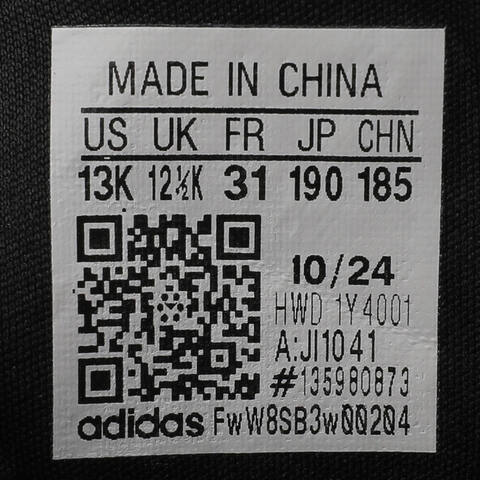 MADE IN CHINA
US UK FR JP CHN
13K 12½K 31 190 185
10/24
HWD 1Y4001
A:JI1041
#135980873
adidas FwW8SB3w00204